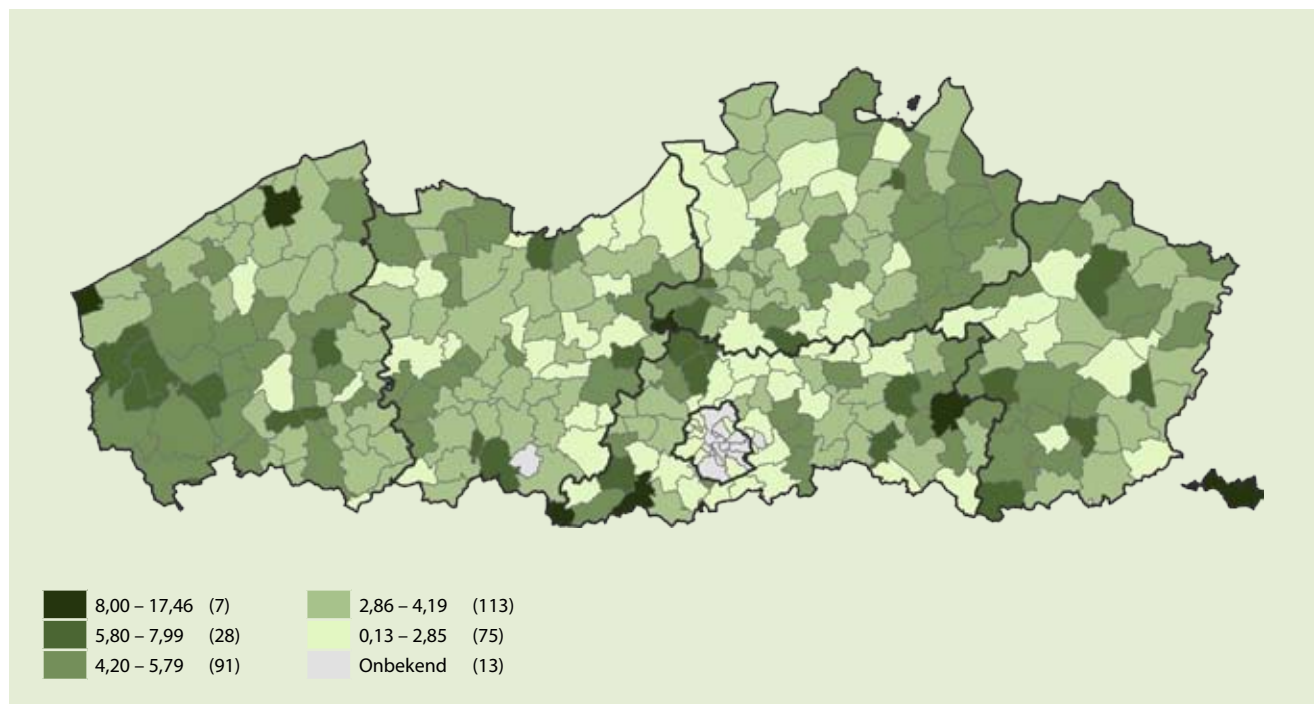 8,00 – 17,46 (7)
5,80 – 7,99 (28)
4,20 – 5,79 (91)
2,86 – 4,19 (113)
0,13 – 2,85 (75)
Onbekend (13)